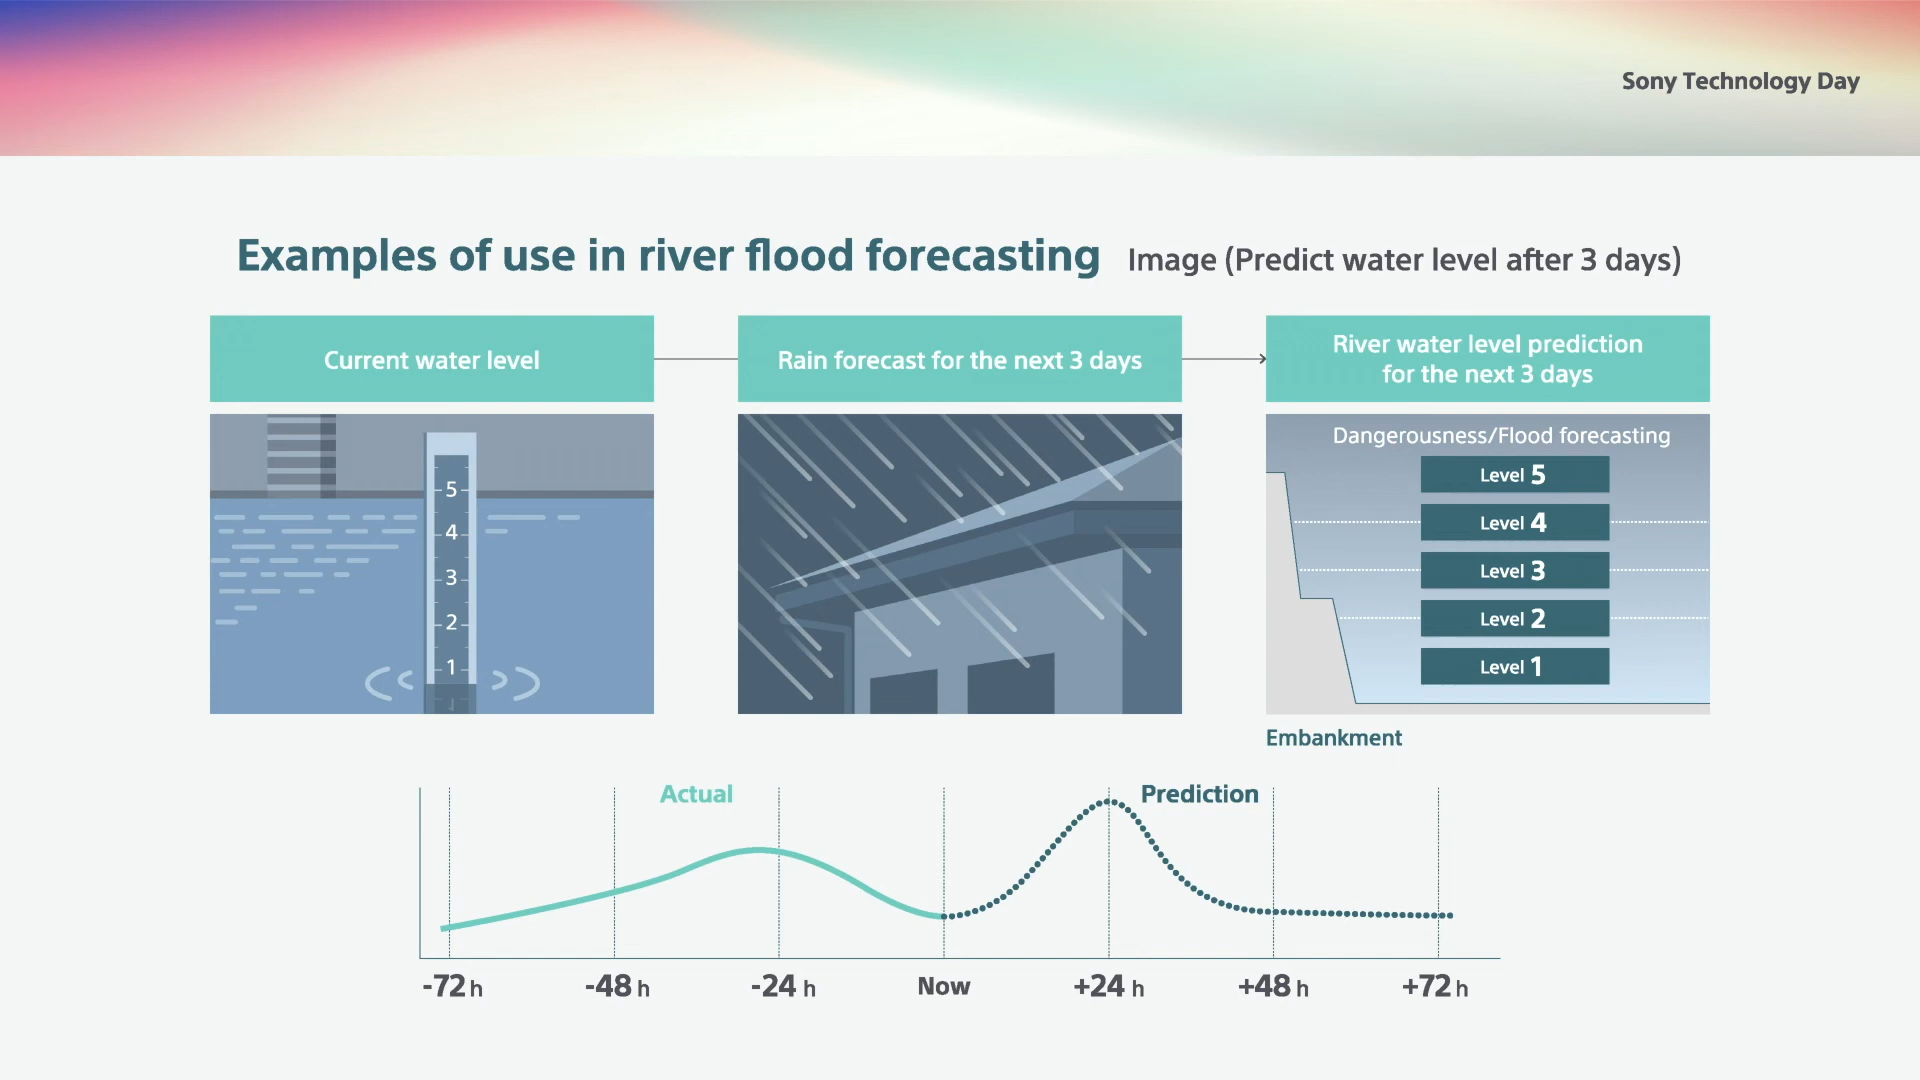 Sony Technology Day
Examples of use in river flood forecasting Image (Predict water level after 3 days)
Current water level
Rain forecast for the next 3 days
River water level prediction
for the next 3 days
5
4
3
2
1
Dangerousness/Flood forecasting
Level 5
Level 4
Level 3
Level 2
Level 1
Embankment
Actual
Prediction
-72 h
-48 h
-24 h
Now
+24 h
+48 h
+72 h